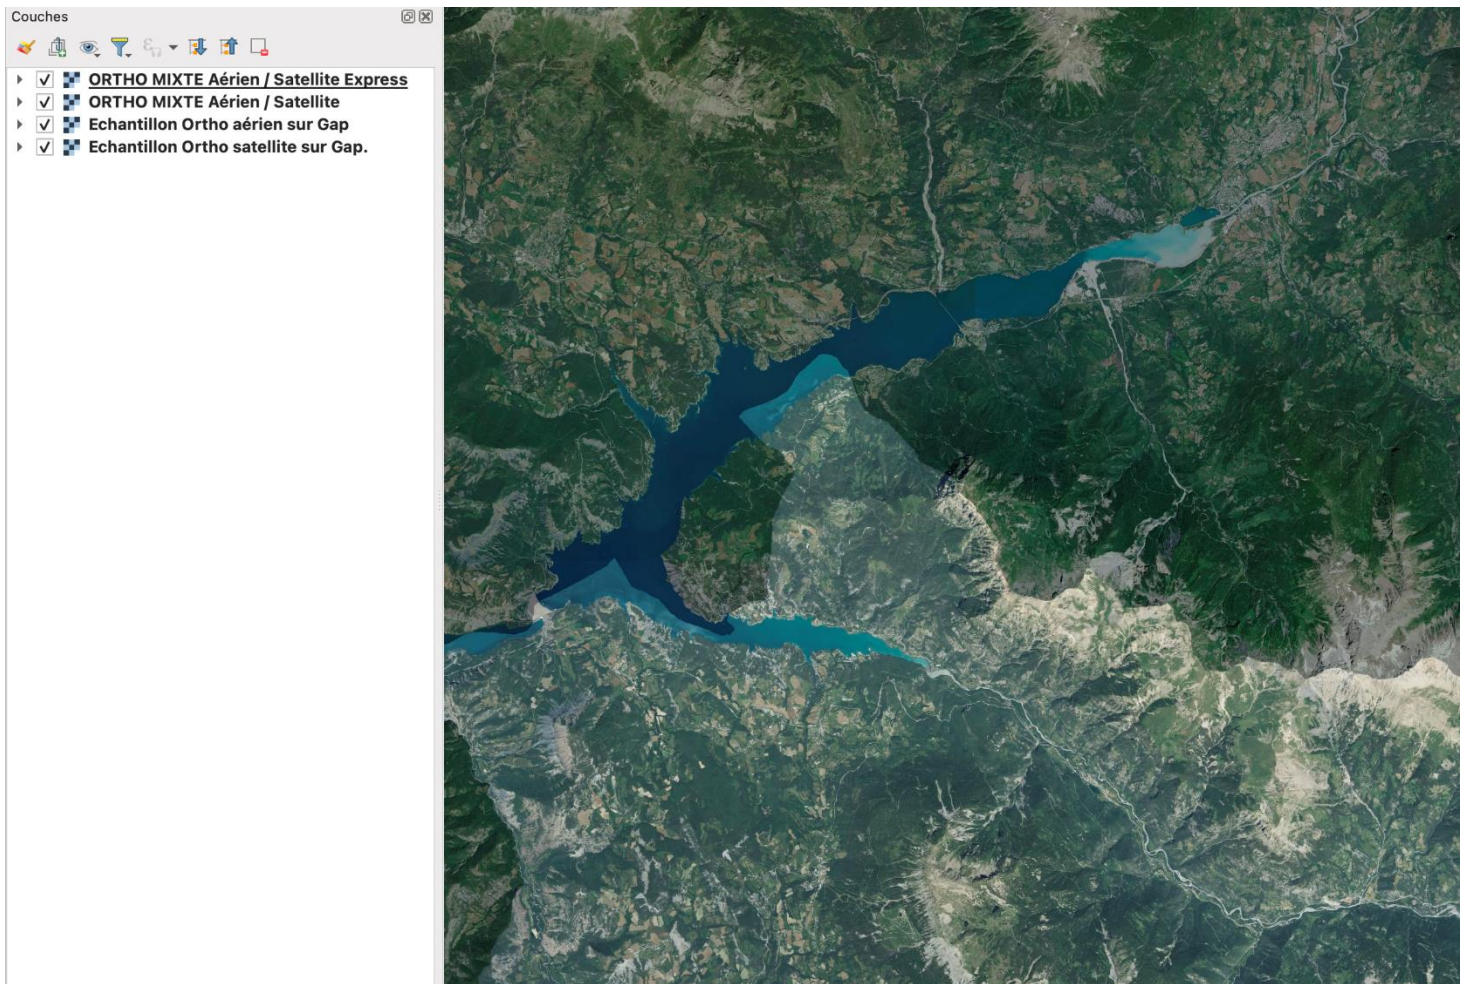 Couches
ORTHO MIXTE Aérien / Satellite Express
ORTHO MIXTE Aérien / Satellite
Echantillon Ortho aérien sur Gap
Echantillon Ortho satellite sur Gap.